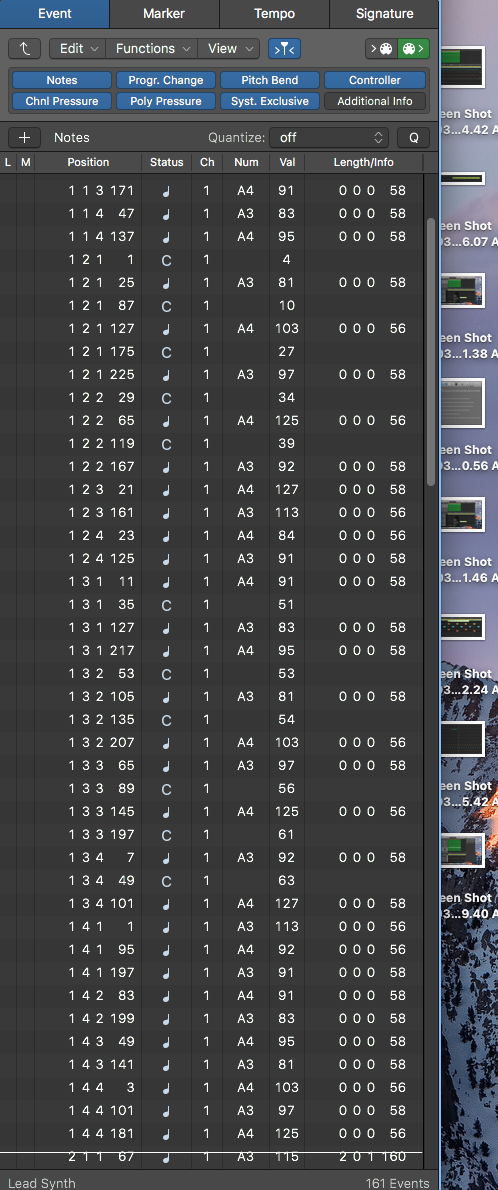 Event Marker Tempo Signature
Edit Functions View
Notes Progr. Change Pitch Bend Controller
Chnl Pressure Poly Pressure Syst. Exclusive Additional Info
+ Notes Quantize: off Q
L M Position Status Ch Num Val Length/Info
1 1 3 171 1 A4 91 0 0 0 58
1 1 4 47 1 A3 83 0 0 0 58
1 1 4 137 1 A4 95 0 0 0 58
1 2 1 1 C 1 4
1 2 1 25 1 A3 81 0 0 0 58
1 2 1 87 C 1 10
1 2 1 127 1 A4 103 0 0 0 56
1 2 1 175 C 1 27
1 2 1 225 1 A3 97 0 0 0 58
1 2 2 29 C 1 34
1 2 2 65 1 A4 125 0 0 0 56
1 2 2 119 C 1 39
1 2 2 167 1 A3 92 0 0 0 58
1 2 3 21 1 A4 127 0 0 0 58
1 2 3 161 1 A3 113 0 0 0 56
1 2 4 23 1 A4 84 0 0 0 56
1 2 4 125 1 A3 91 0 0 0 58
1 3 1 11 1 A4 91 0 0 0 58
1 3 1 35 C 1 51
1 3 1 127 1 A3 83 0 0 0 58
1 3 1 217 1 A4 95 0 0 0 58
1 3 2 53 C 1 53
1 3 2 105 1 A3 81 0 0 0 58
1 3 2 135 C 1 54
1 3 2 207 1 A4 103 0 0 0 56
1 3 3 65 1 A3 97 0 0 0 58
1 3 3 89 C 1 56
1 3 3 145 1 A4 125 0 0 0 56
1 3 3 197 C 1 61
1 3 4 7 1 A3 92 0 0 0 58
1 3 4 49 C 1 63
1 3 4 101 1 A4 127 0 0 0 58
1 4 1 1 1 A3 113 0 0 0 56
1 4 1 95 1 A4 92 0 0 0 56
1 4 1 197 1 A3 91 0 0 0 58
1 4 2 83 1 A4 91 0 0 0 58
1 4 2 199 1 A3 83 0 0 0 58
1 4 3 49 1 A4 95 0 0 0 58
1 4 3 141 1 A3 81 0 0 0 58
1 4 4 3 1 A4 103 0 0 0 56
1 4 4 101 1 A3 97 0 0 0 58
1 4 4 181 1 A4 125 0 0 0 56
2 1 1 67 1 A3 115 2 0 1 160
Lead Synth 161 Events
een Shot
...4.42 A
een Shot
03...6.07 A
een Shot
03...1.38 A
een Shot
03...0.56 A
een Shot
03...1.46 A
een Shot
03...2.24 A
een Shot
03...5.42 A
een Shot
03...9.40 A